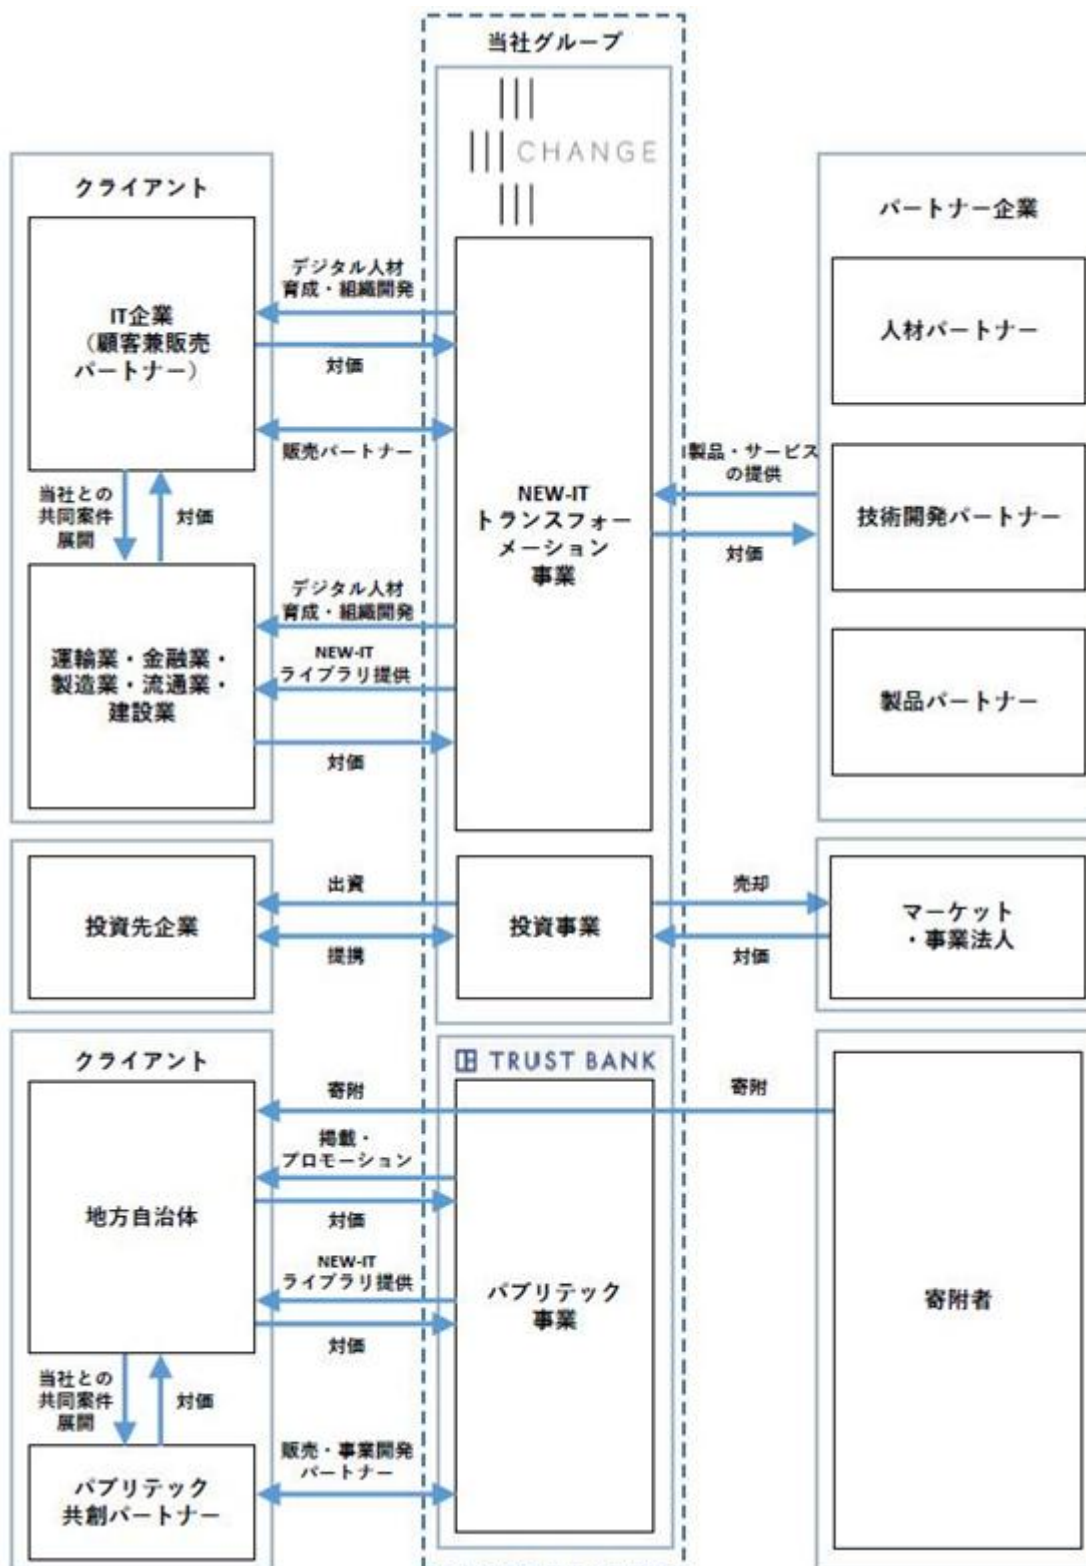 当社グループ
CHANGE
クライアント
IT企業
（顧客兼販売
パートナー）
デジタル人材
育成・組織開発
対価
販売パートナー
当社との
共同案件
展開
対価
運輸業・金融業・
製造業・流通業・
建設業
デジタル人材
育成・組織開発
NEW-IT
ライブラリ提供
対価
NEW-IT
トランスフォー
メーション
事業
製品・サービス
の提供
対価
パートナー企業
人材パートナー
技術開発パートナー
製品パートナー
投資先企業
出資
提携
投資事業
売却
対価
マーケット
・事業法人
クライアント
TRUST BANK
寄附
寄附
掲載・
プロモーション
対価
地方自治体
NEW-IT
ライブラリ提供
対価
パブリテック
事業
寄附者
当社との
共同案件
展開
対価
販売・事業開発
パートナー
パブリテック
共創パートナー